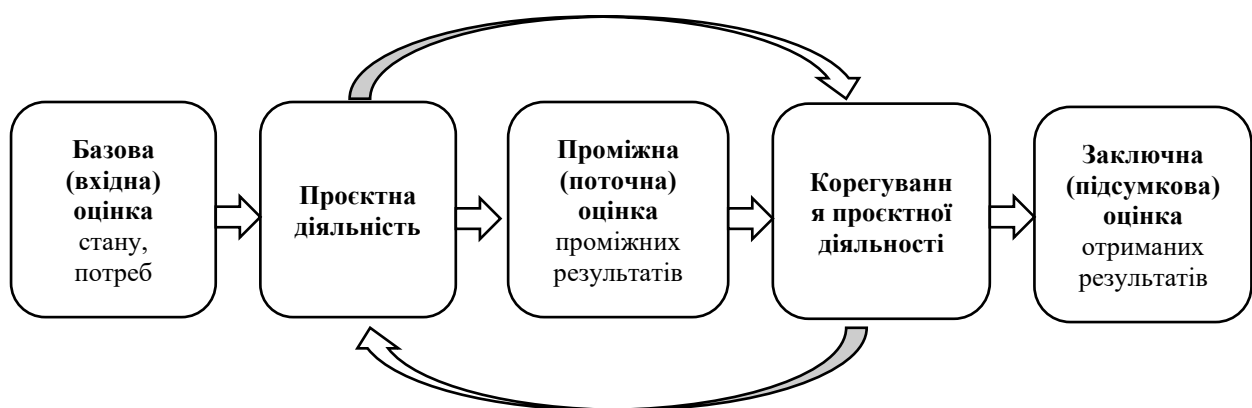 Базова
(вхідна)
оцінка
стану,
потреб
Проєктна
діяльність
Проміжна
(поточна)
оцінка
проміжних
результатів
Корегуванн
я проєктної
діяльності
Заключна
(підсумкова)
оцінка
отриманих
результатів